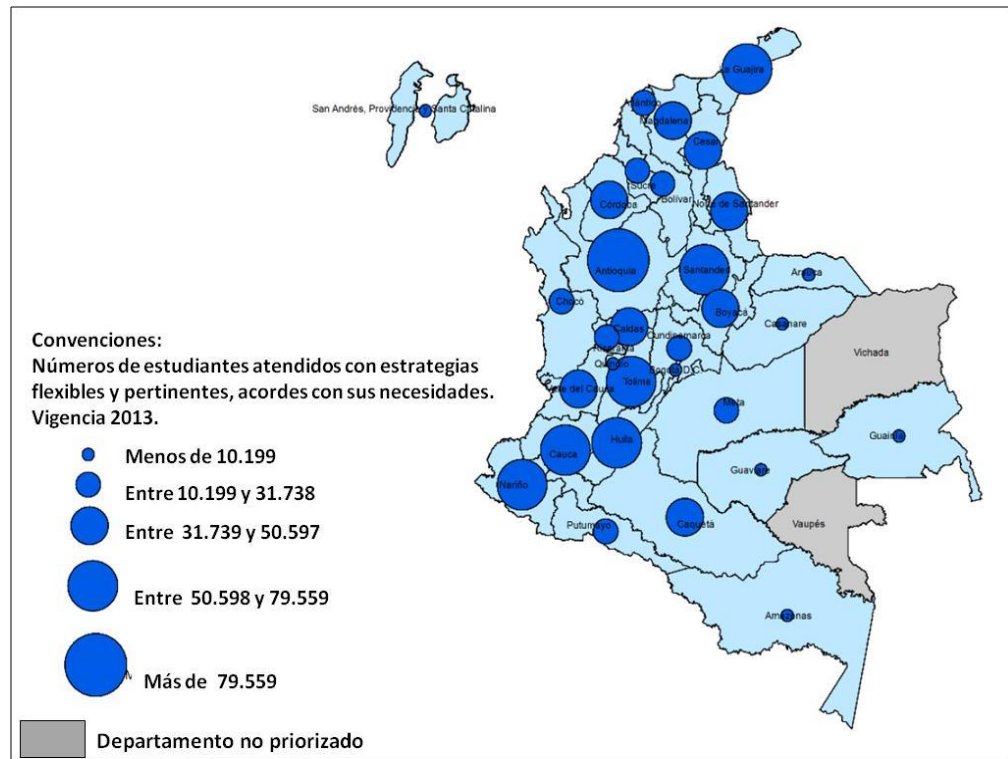 San Andrés, Providencia y Santa Catalina
La Guajira
Atlántico
Magdalena
Cesar
Sucre
Bolívar
Norte de Santander
Córdoba
Antioquia
Santander
Arauca
Chocó
Boyacá
Casanare
Caldas
Cundinamarca
Risaralda
Vichada
Quindío
Bogotá D.C.
Tolima
Valle del Cauca
Meta
Huila
Guainía
Cauca
Guaviare
Nariño
Putumayo
Caquetá
Vaupés
Amazonas
Convenciones:
Números de estudiantes atendidos con estrategias
flexibles y pertinentes, acordes con sus necesidades.
Vigencia 2013.
Menos de 10.199
Entre 10.199 y 31.738
Entre 31.739 y 50.597
Entre 50.598 y 79.559
Más de 79.559
Departamento no priorizado